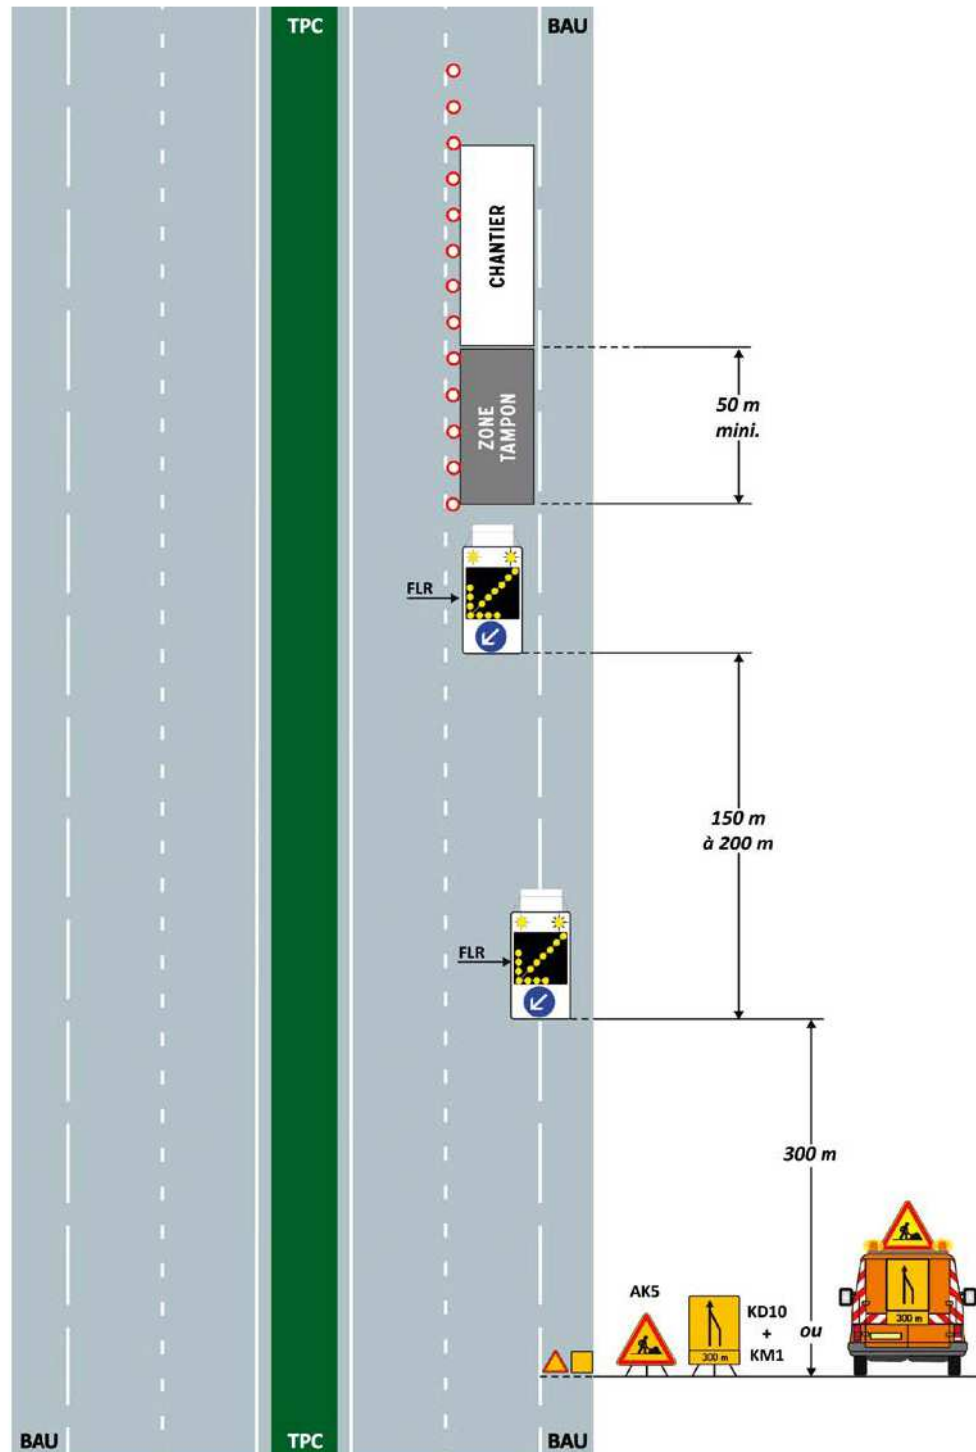 TPC
BAU
CHANTIER
ZONE
TAMPON
50 m
mini.
FLR
150 m
à 200 m
FLR
300 m
AK5
KD10
+
KM1
ou
300 m
300 m
BAU
TPC
BAU